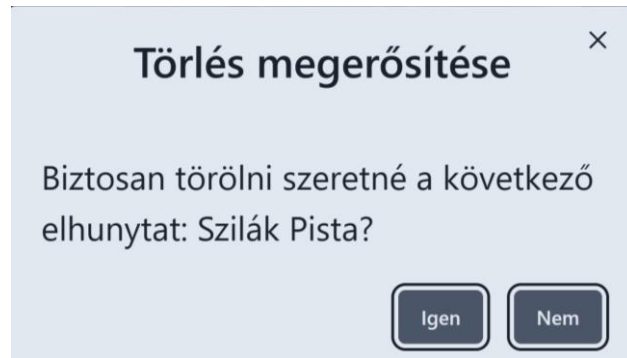 Törlés megerősítése
Biztosan törölni szeretné a következő
elhunytat: Szilák Pista?
Igen
Nem